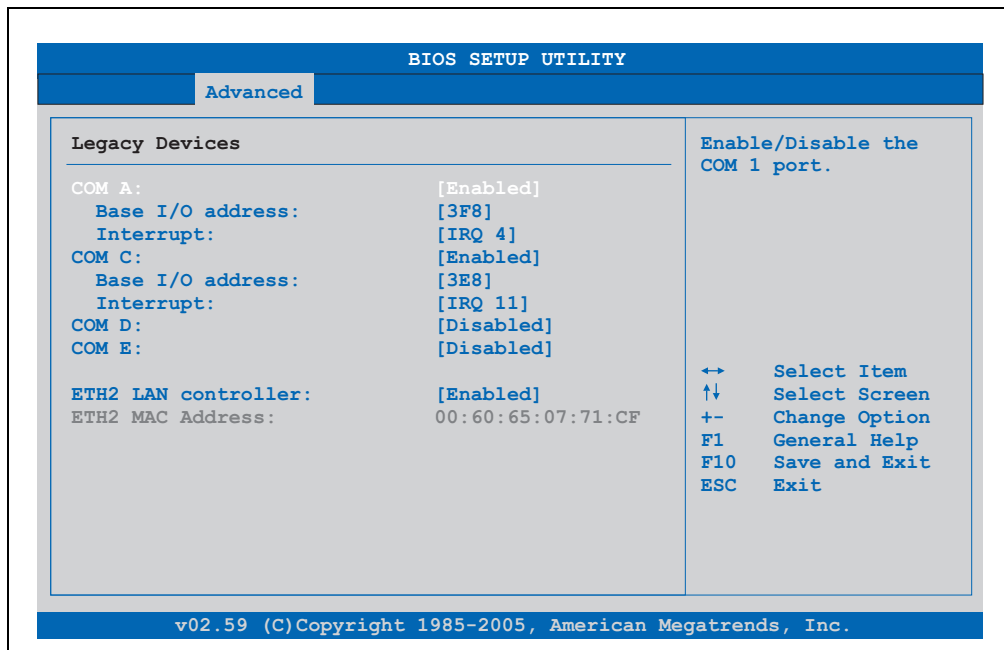 BIOS SETUP UTILITY
Advanced
Legacy Devices
COM A: [Enabled]
Base I/O address: [3F8]
Interrupt: [IRQ 4]
COM C: [Enabled]
Base I/O address: [3E8]
Interrupt: [IRQ 11]
COM D: [Disabled]
COM E: [Disabled]
ETH2 LAN controller: [Enabled]
ETH2 MAC Address: 00:60:65:07:71:CF
Enable/Disable the
COM 1 port.
↔ Select Item
↑↓ Select Screen
+- Change Option
F1 General Help
F10 Save and Exit
ESC Exit
v02.59 (C)Copyright 1985-2005, American Megatrends, Inc.